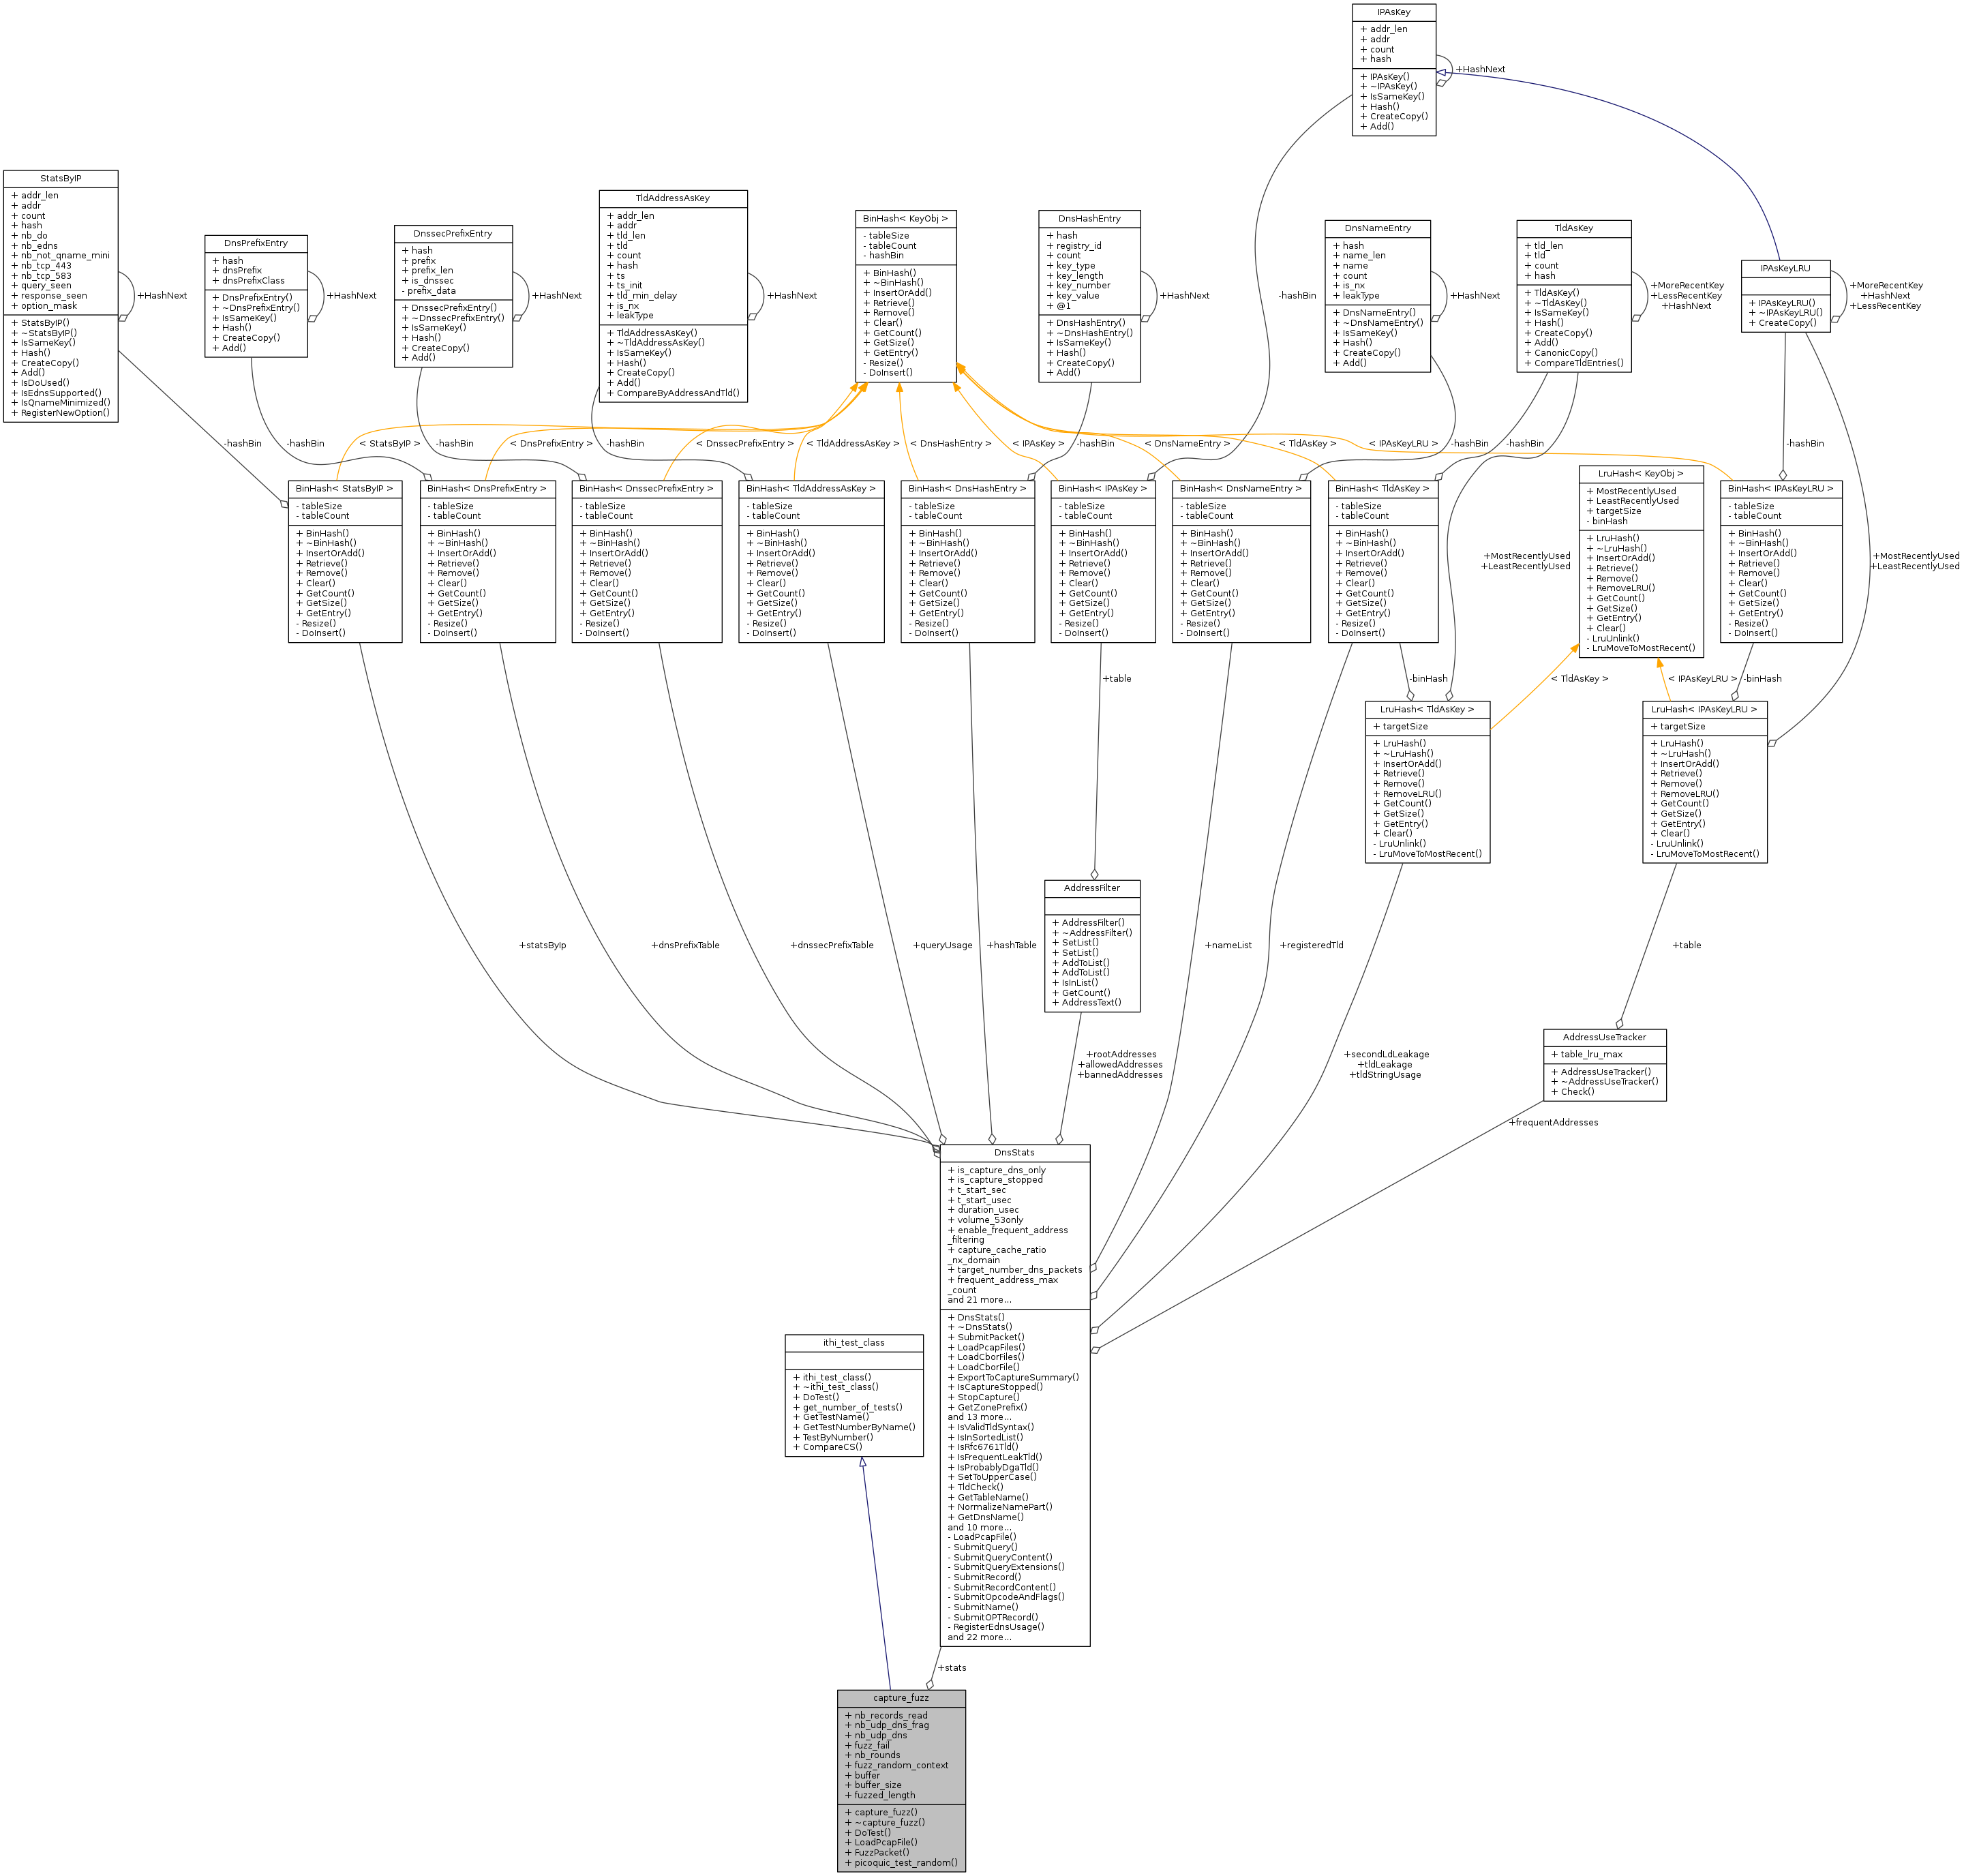 IPAsKey
+ addr_len
+ addr
+ count
+ hash
+ IPAsKey()
+ ~IPAsKey()
+ IsSameKey()
+ Hash()
+ CreateCopy()
+ Add()
+HashNext
StatsByIP
+ addr_len
+ addr
+ count
+ hash
+ nb_do
+ nb_edns
+ nb_not_qname_mini
+ nb_tcp_443
+ nb_tcp_583
+ query_seen
+ response_seen
+ option_mask
+ StatsByIP()
+ ~StatsByIP()
+ IsSameKey()
+ Hash()
+ CreateCopy()
+ Add()
+ IsDoUsed()
+ IsEdnsSupported()
+ IsQnameMinimized()
+ RegisterNewOption()
+HashNext
DnsPrefixEntry
+ hash
+ dnsPrefix
+ dnsPrefixClass
+ DnsPrefixEntry()
+ ~DnsPrefixEntry()
+ IsSameKey()
+ Hash()
+ CreateCopy()
+ Add()
+HashNext
DnssecPrefixEntry
+ hash
+ prefix
+ prefix_len
+ is_dnssec
- prefix_data
+ DnssecPrefixEntry()
+ ~DnssecPrefixEntry()
+ IsSameKey()
+ Hash()
+ CreateCopy()
+ Add()
+HashNext
TldAddressAsKey
+ addr_len
+ addr
+ tld_len
+ tld
+ count
+ hash
+ ts
+ ts_init
+ tld_min_delay
+ is_nx
+ leakType
+ TldAddressAsKey()
+ ~TldAddressAsKey()
+ IsSameKey()
+ Hash()
+ CreateCopy()
+ Add()
+ CompareByAddressAndTld()
+HashNext
BinHash< KeyObj >
- tableSize
- tableCount
- hashBin
+ BinHash()
+ ~BinHash()
+ InsertOrAdd()
+ Retrieve()
+ Remove()
+ Clear()
+ GetCount()
+ GetSize()
+ GetEntry()
- Resize()
- DoInsert()
DnsHashEntry
+ hash
+ registry_id
+ count
+ key_type
+ key_length
+ key_number
+ key_value
+ @1
+ DnsHashEntry()
+ ~DnsHashEntry()
+ IsSameKey()
+ Hash()
+ CreateCopy()
+ Add()
+HashNext
-hashBin
DnsNameEntry
+ hash
+ name_len
+ name
+ count
+ is_nx
+ leakType
+ DnsNameEntry()
+ ~DnsNameEntry()
+ IsSameKey()
+ Hash()
+ CreateCopy()
+ Add()
+HashNext
TldAsKey
+ tld_len
+ tld
+ count
+ hash
+ TldAsKey()
+ ~TldAsKey()
+ IsSameKey()
+ Hash()
+ CreateCopy()
+ Add()
+ CanonicCopy()
+ CompareTldEntries()
+MoreRecentKey
+LessRecentKey
+HashNext
IPAsKeyLRU
+ IPAsKeyLRU()
+ ~IPAsKeyLRU()
+ CreateCopy()
+MoreRecentKey
+HashNext
+LessRecentKey
-hashBin
-hashBin
< StatsByIP >
-hashBin
< DnsPrefixEntry >
-hashBin
< DnssecPrefixEntry >
< TldAddressAsKey >
< DnsHashEntry >
< IPAsKey >
-hashBin
< DnsNameEntry >
< TldAsKey >
< IPAsKeyLRU >
-hashBin
-hashBin
-hashBin
BinHash< StatsByIP >
- tableSize
- tableCount
+ BinHash()
+ ~BinHash()
+ InsertOrAdd()
+ Retrieve()
+ Remove()
+ Clear()
+ GetCount()
+ GetSize()
+ GetEntry()
- Resize()
- DoInsert()
BinHash< DnsPrefixEntry >
- tableSize
- tableCount
+ BinHash()
+ ~BinHash()
+ InsertOrAdd()
+ Retrieve()
+ Remove()
+ Clear()
+ GetCount()
+ GetSize()
+ GetEntry()
- Resize()
- DoInsert()
BinHash< DnssecPrefixEntry >
- tableSize
- tableCount
+ BinHash()
+ ~BinHash()
+ InsertOrAdd()
+ Retrieve()
+ Remove()
+ Clear()
+ GetCount()
+ GetSize()
+ GetEntry()
- Resize()
- DoInsert()
BinHash< TldAddressAsKey >
- tableSize
- tableCount
+ BinHash()
+ ~BinHash()
+ InsertOrAdd()
+ Retrieve()
+ Remove()
+ Clear()
+ GetCount()
+ GetSize()
+ GetEntry()
- Resize()
- DoInsert()
BinHash< DnsHashEntry >
- tableSize
- tableCount
+ BinHash()
+ ~BinHash()
+ InsertOrAdd()
+ Retrieve()
+ Remove()
+ Clear()
+ GetCount()
+ GetSize()
+ GetEntry()
- Resize()
- DoInsert()
BinHash< IPAsKey >
- tableSize
- tableCount
+ BinHash()
+ ~BinHash()
+ InsertOrAdd()
+ Retrieve()
+ Remove()
+ Clear()
+ GetCount()
+ GetSize()
+ GetEntry()
- Resize()
- DoInsert()
BinHash< DnsNameEntry >
- tableSize
- tableCount
+ BinHash()
+ ~BinHash()
+ InsertOrAdd()
+ Retrieve()
+ Remove()
+ Clear()
+ GetCount()
+ GetSize()
+ GetEntry()
- Resize()
- DoInsert()
BinHash< TldAsKey >
- tableSize
- tableCount
+ BinHash()
+ ~BinHash()
+ InsertOrAdd()
+ Retrieve()
+ Remove()
+ Clear()
+ GetCount()
+ GetSize()
+ GetEntry()
- Resize()
- DoInsert()
+MostRecentlyUsed
+LeastRecentlyUsed
LruHash< KeyObj >
+ MostRecentlyUsed
+ LeastRecentlyUsed
+ targetSize
- binHash
+ LruHash()
+ ~LruHash()
+ InsertOrAdd()
+ Retrieve()
+ Remove()
+ RemoveLRU()
+ GetCount()
+ GetSize()
+ GetEntry()
+ Clear()
- LruUnlink()
- LruMoveToMostRecent()
BinHash< IPAsKeyLRU >
- tableSize
- tableCount
+ BinHash()
+ ~BinHash()
+ InsertOrAdd()
+ Retrieve()
+ Remove()
+ Clear()
+ GetCount()
+ GetSize()
+ GetEntry()
- Resize()
- DoInsert()
+MostRecentlyUsed
+LeastRecentlyUsed
+table
-binHash
< TldAsKey >
< IPAsKeyLRU >
-binHash
LruHash< TldAsKey >
+ targetSize
+ LruHash()
+ ~LruHash()
+ InsertOrAdd()
+ Retrieve()
+ Remove()
+ RemoveLRU()
+ GetCount()
+ GetSize()
+ GetEntry()
+ Clear()
- LruUnlink()
- LruMoveToMostRecent()
LruHash< IPAsKeyLRU >
+ targetSize
+ LruHash()
+ ~LruHash()
+ InsertOrAdd()
+ Retrieve()
+ Remove()
+ RemoveLRU()
+ GetCount()
+ GetSize()
+ GetEntry()
+ Clear()
- LruUnlink()
- LruMoveToMostRecent()
AddressFilter
+ AddressFilter()
+ ~AddressFilter()
+ SetList()
+ SetList()
+ AddToList()
+ AddToList()
+ IsInList()
+ GetCount()
+ AddressText()
+statsByIp
+dnsPrefixTable
+dnssecPrefixTable
+queryUsage
+hashTable
+nameList
+registeredTld
+table
+rootAddresses
+allowedAddresses
+bannedAddresses
+secondLdLeakage
+tldLeakage
+tldStringUsage
AddressUseTracker
+ table_lru_max
+ AddressUseTracker()
+ ~AddressUseTracker()
+ Check()
+frequentAddresses
DnsStats
+ is_capture_dns_only
+ is_capture_stopped
+ t_start_sec
+ t_start_usec
+ duration_usec
+ volume_53only
+ enable_frequent_address
_filtering
+ capture_cache_ratio
_nx_domain
+ target_number_dns_packets
+ frequent_address_max
_count
and 21 more...
+ DnsStats()
+ ~DnsStats()
+ SubmitPacket()
+ LoadPcapFiles()
+ LoadCborFiles()
+ LoadCborFile()
+ ExportToCaptureSummary()
+ IsCaptureStopped()
+ StopCapture()
+ GetZonePrefix()
and 13 more...
+ IsValidTldSyntax()
+ IsInSortedList()
+ IsRfc6761Tld()
+ IsFrequentLeakTld()
+ IsProbablyDgaTld()
+ SetToUpperCase()
+ TldCheck()
+ GetTableName()
+ NormalizeNamePart()
+ GetDnsName()
and 10 more...
- LoadPcapFile()
- SubmitQuery()
- SubmitQueryContent()
- SubmitQueryExtensions()
- SubmitRecord()
- SubmitRecordContent()
- SubmitOpcodeAndFlags()
- SubmitName()
- SubmitOPTRecord()
- RegisterEdnsUsage()
and 22 more...
ithi_test_class
+ ithi_test_class()
+ ~ithi_test_class()
+ DoTest()
+ get_number_of_tests()
+ GetTestName()
+ GetTestNumberByName()
+ TestByNumber()
+ CompareCS()
+stats
capture_fuzz
+ nb_records_read
+ nb_udp_dns_frag
+ nb_udp_dns
+ fuzz_fail
+ nb_rounds
+ fuzz_random_context
+ buffer
+ buffer_size
+ fuzzed_length
+ capture_fuzz()
+ ~capture_fuzz()
+ DoTest()
+ LoadPcapFile()
+ FuzzPacket()
+ picoquic_test_random()